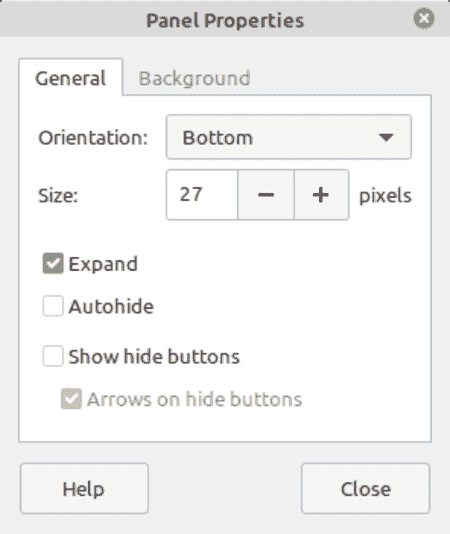 Panel Properties
General Background
Orientation: Bottom
Size: 27 pixels
Expand
Autohide
Show hide buttons
Arrows on hide buttons
Help Close